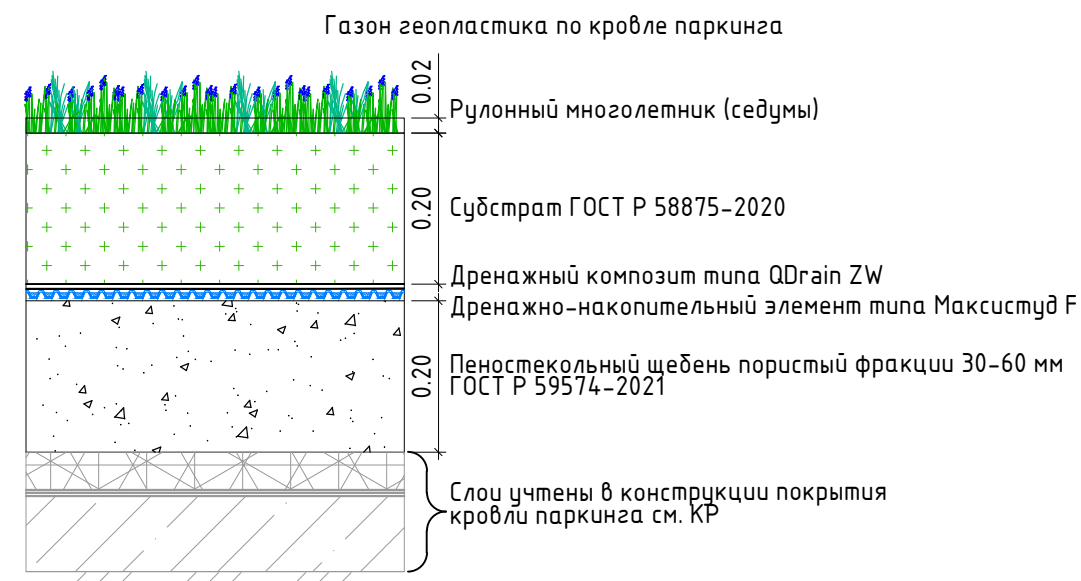 Газон геопластика по кровле паркинга
0.02
Рулонный многолетник (седумы)
0.20
Субстрат ГОСТ Р 58875-2020
Дренажный композит типа QDrain ZW
Дренажно-накопительный элемент типа Максистуд F
0.20
Пеностекольный щебень пористый фракции 30-60 мм
ГОСТ Р 59574-2021
Слои учтены в конструкции покрытия
кровли паркинга см. КР